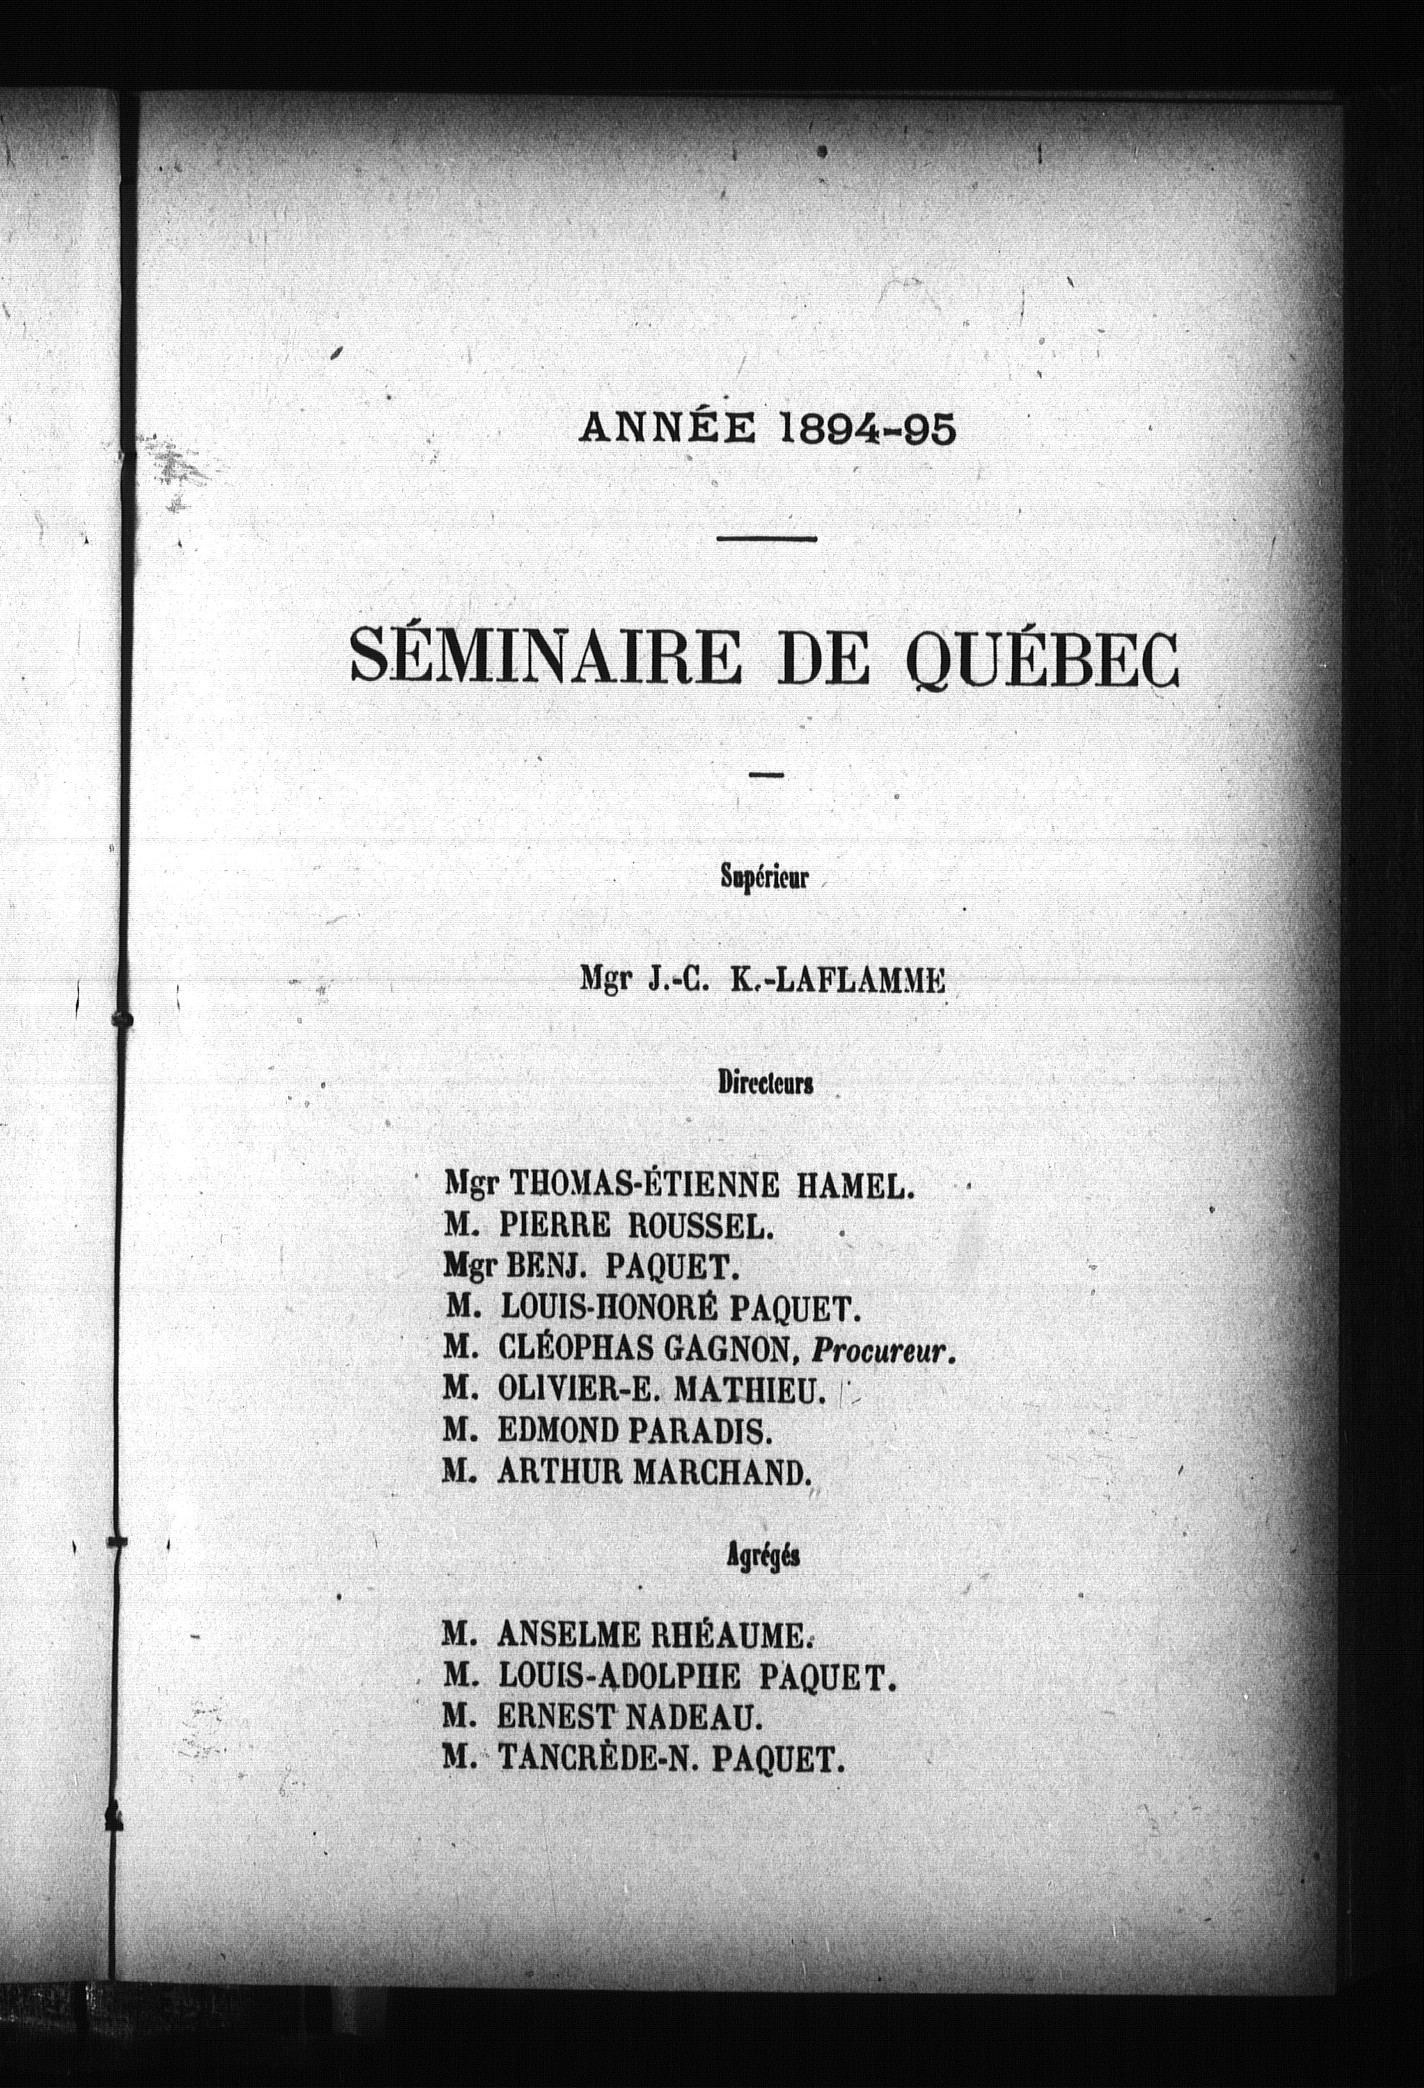 ANNÉE 1894-95
SÉMINAIRE DE QUÉBEC
Supérieur
Mgr J.-C. K.-LAFLAMME
Directeurs
Mgr THOMAS-ÉTIENNE HAMEL.
M. PIERRE ROUSSEL.
Mgr BENJ. PAQUET.
M. LOUIS-HONORÉ PAQUET.
M. CLÉOPHAS GAGNON, Procureur.
M. OLIVIER-E. MATHIEU.
M. EDMOND PARADIS.
M. ARTHUR MARCHAND.
Agrégés
M. ANSELME RHÉAUME.
M. LOUIS-ADOLPHE PAQUET.
M. ERNEST NADEAU.
M. TANCRÈDE-N. PAQUET.